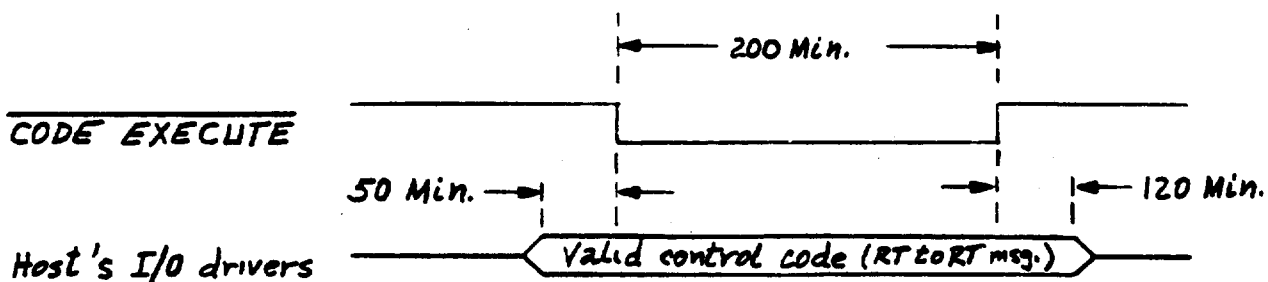 200 Min.
CODE EXECUTE
50 Min.
120 Min.
Host's I/O drivers
Valid control code (RT to RT msg.)